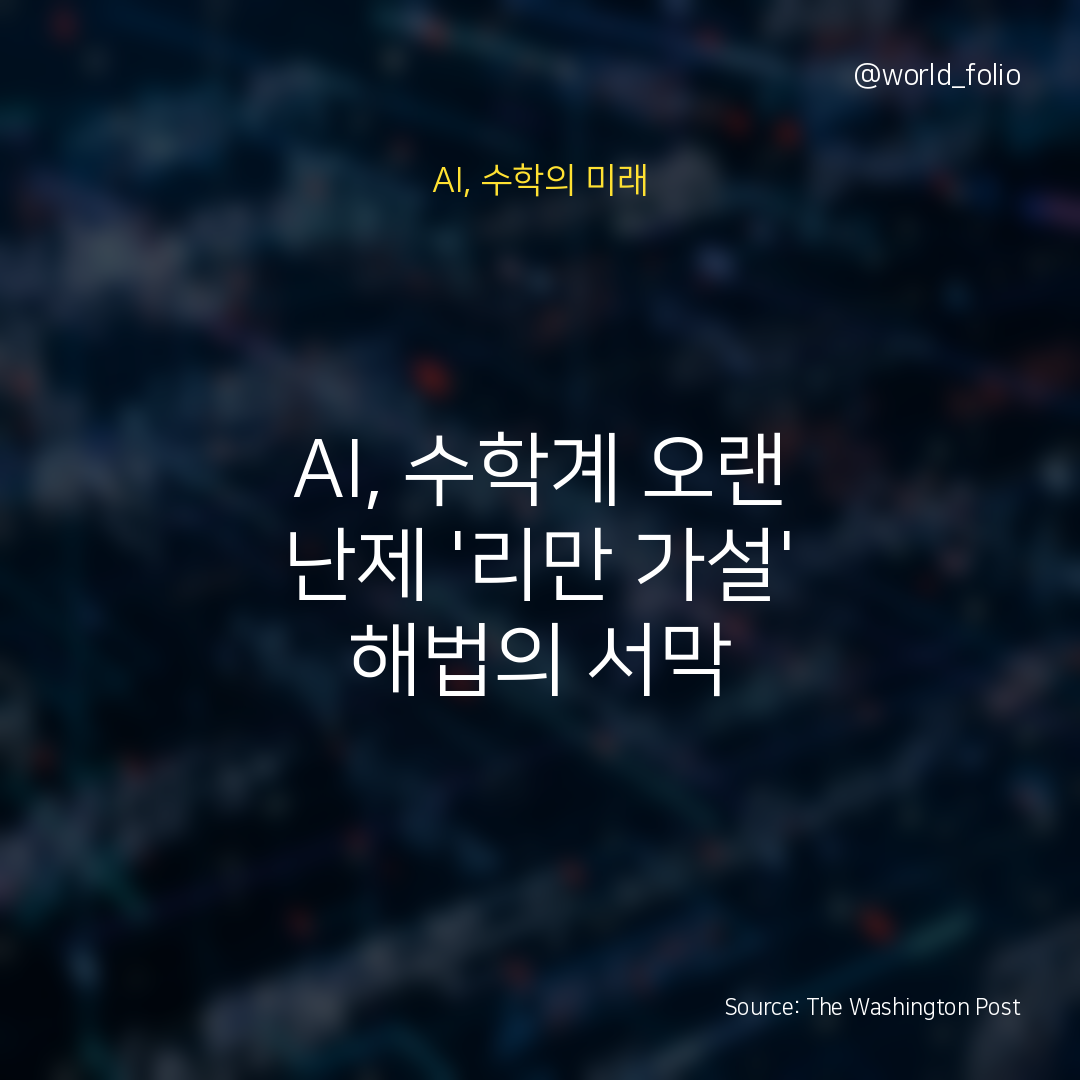 @world_folio
AI, 수학의 미래
AI, 수학계 오랜
난제 '리만 가설'
해법의 서막
Source: The Washington Post